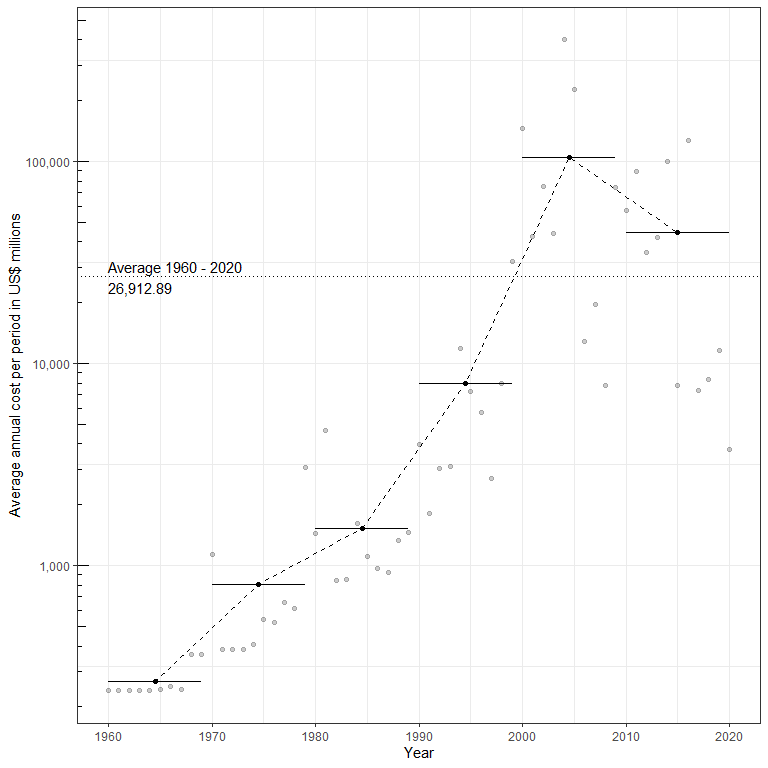 Average annual cost per period in US$ millions
100,000
10,000
1,000
Average 1960 - 2020
26,912.89
1960 1970 1980 1990 2000 2010 2020
Year